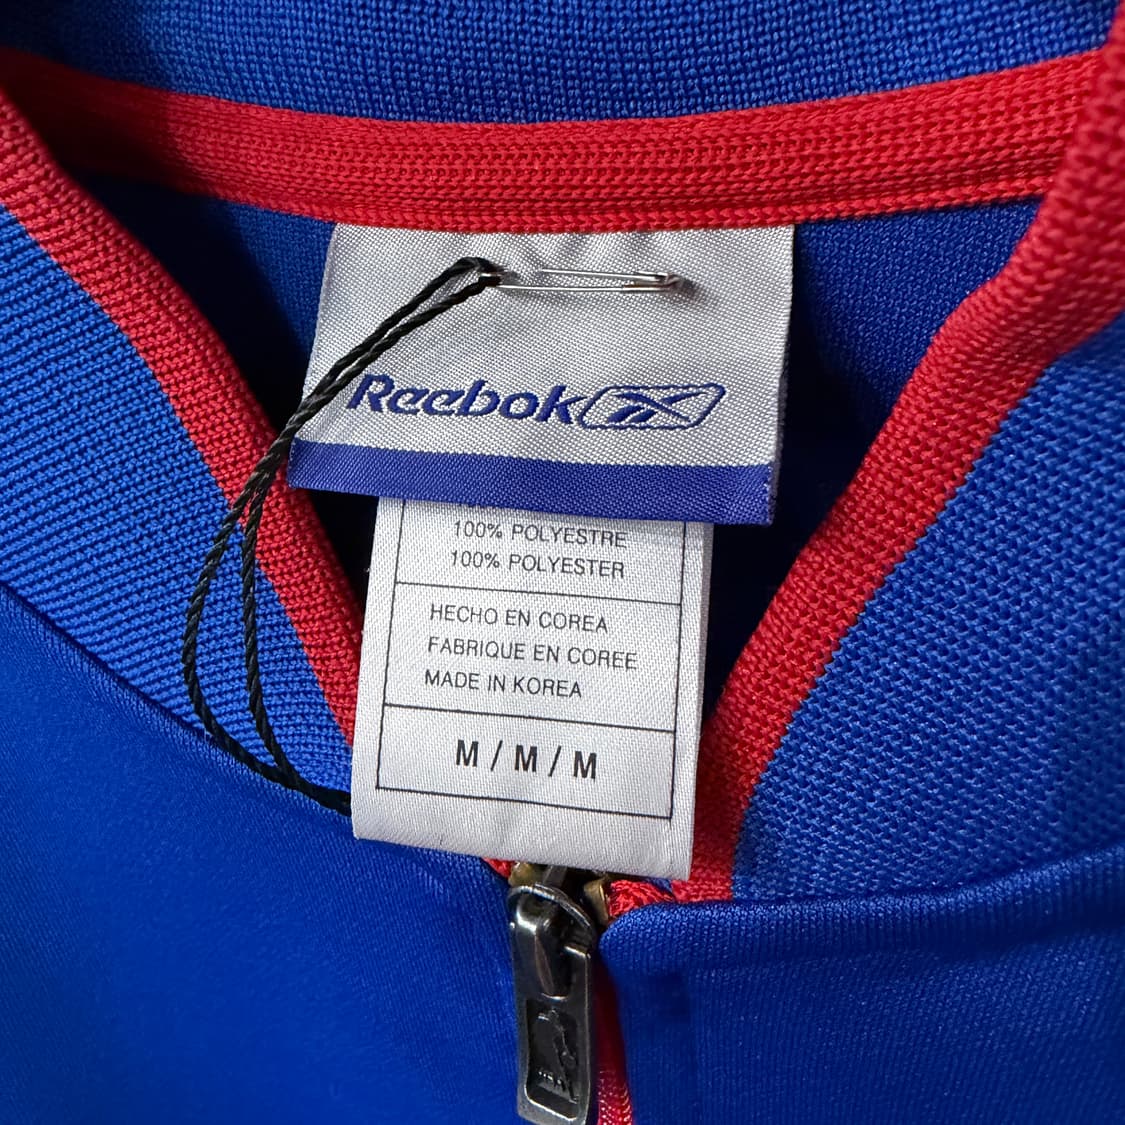 Reebok
100% POLYESTRE
100% POLYESTER
HECHO EN COREA
FABRIQUE EN COREE
MADE IN KOREA
M / M / M